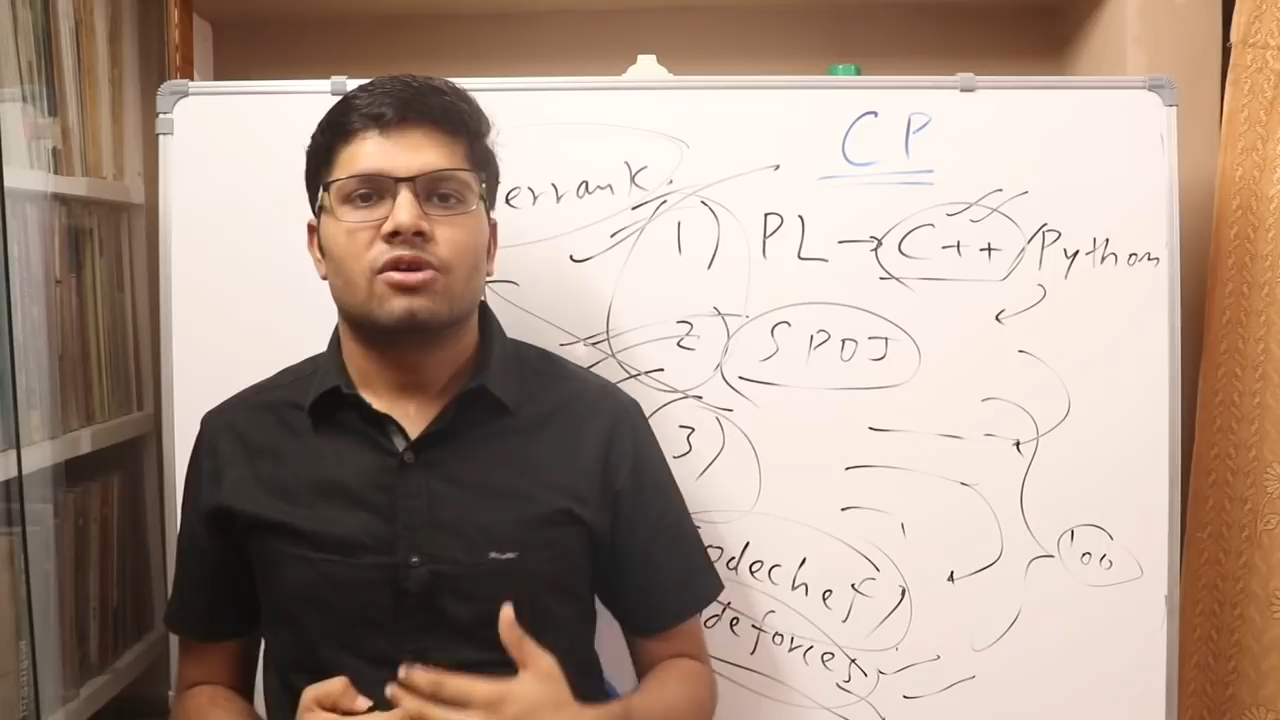 CP
errank.
1) PL → C++ / Python
2) SPOJ
3)
odechef)
deforces
100